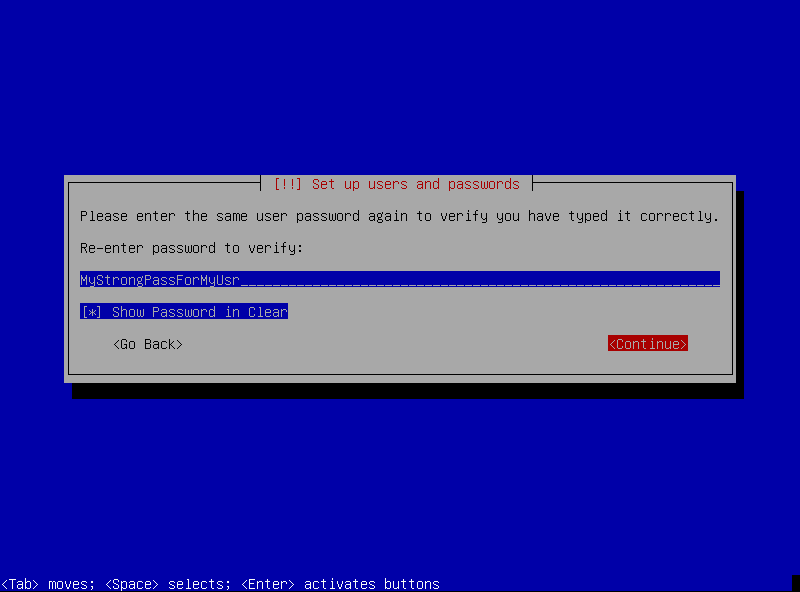 [!!] Set up users and passwords
Please enter the same user password again to verify you have typed it correctly.
Re-enter password to verify:
MyStrongPassForMyUsr____________________________________________________________
[*] Show Password in Clear
<Go Back> <Continue>
<Tab> moves; <Space> selects; <Enter> activates buttons